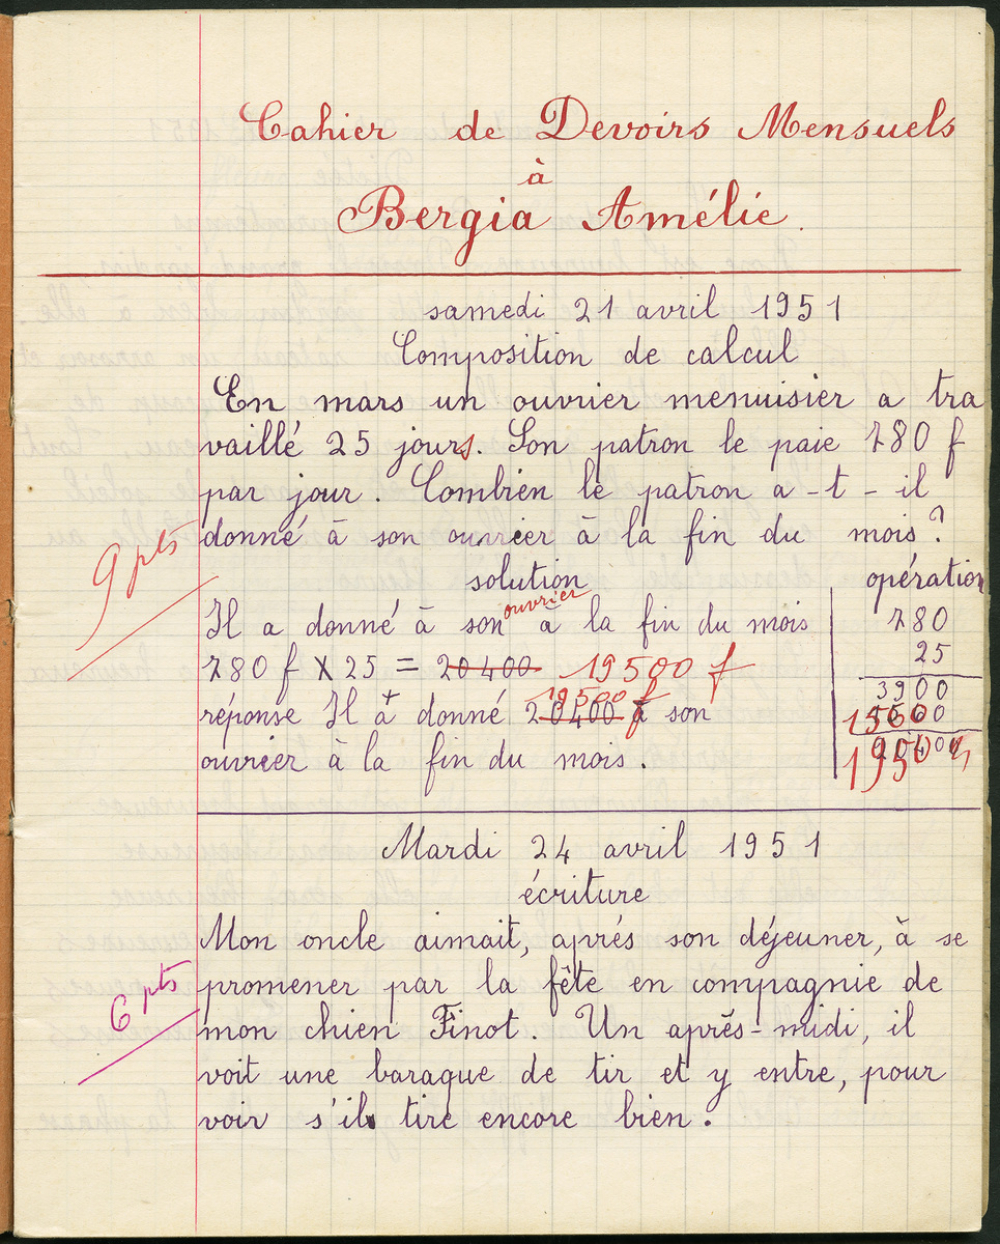 Cahier de Devoirs Mensuels
à
Bergia Amélie.
samedi 21 avril 1951
Composition de calcul
En mars un ouvrier menuisier a tra
vaillé 25 jours. Son patron le paie 780 f
par jour. Combien le patron a-t-il
donné à son ouvrier à la fin du mois?
9 pts
solution
opération
ouvrier
Il a donné à son à la fin du mois
780
780 f X 25 = 20400 19500 f
25
3900
19500 f
réponse Il a donné 20400 f à son
15600
ouvrier à la fin du mois.
19500
Mardi 24 avril 1951
écriture
Mon oncle aimait, aprés son déjeuner, à se
6 pts
promener par la fête en compagnie de
mon chien Finot. Un aprés-midi, il
voit une baraque de tir et y entre, pour
voir s'il tire encore bien.